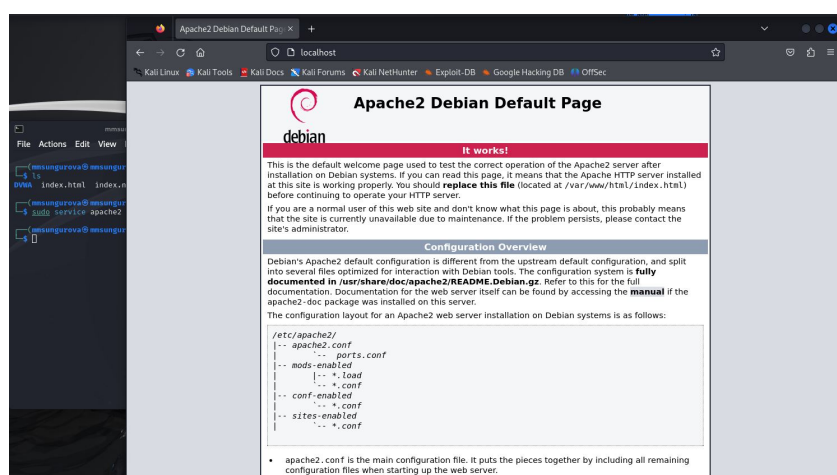 Apache2 Debian Default Pag
localhost
Kali Linux Kali Tools Kali Docs Kali Forums Kali NetHunter Exploit-DB Google Hacking DB OffSec
File Actions Edit View
(mmsungurova㉿mmsungur
$ ls
DVWA index.html index.n
(mmsungurova㉿mmsungur
$ sudo service apache2
(mmsungurova㉿mmsungur
$
debian
Apache2 Debian Default Page
It works!
This is the default welcome page used to test the correct operation of the Apache2 server after
installation on Debian systems. If you can read this page, it means that the Apache HTTP server installed
at this site is working properly. You should replace this file (located at /var/www/html/index.html)
before continuing to operate your HTTP server.
If you are a normal user of this web site and don't know what this page is about, this probably means
that the site is currently unavailable due to maintenance. If the problem persists, please contact the
site's administrator.
Configuration Overview
Debian's Apache2 default configuration is different from the upstream default configuration, and split
into several files optimized for interaction with Debian tools. The configuration system is fully
documented in /usr/share/doc/apache2/README.Debian.gz. Refer to this for the full
documentation. Documentation for the web server itself can be found by accessing the manual if the
apache2-doc package was installed on this server.
The configuration layout for an Apache2 web server installation on Debian systems is as follows:
/etc/apache2/
|-- apache2.conf
|       `--  ports.conf
|-- mods-enabled
|       |-- *.load
|       `-- *.conf
|-- conf-enabled
|       `-- *.conf
|-- sites-enabled
|       `-- *.conf
• apache2.conf is the main configuration file. It puts the pieces together by including all remaining
configuration files when starting up the web server.